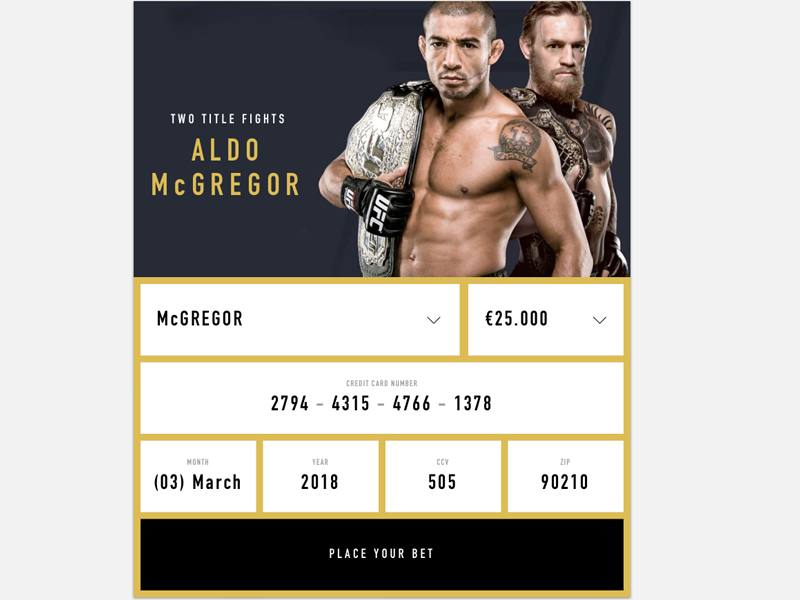 TWO TITLE FIGHTS
ALDO
McGREGOR
UFC
McGREGOR
€25.000
CREDIT CARD NUMBER
2794 – 4315 – 4766 – 1378
MONTH
YEAR
CCV
ZIP
(03) March
2018
505
90210
PLACE YOUR BET